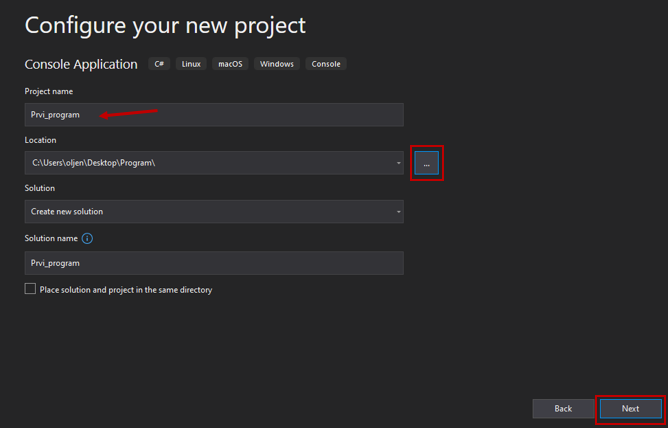 Configure your new project
Console Application C# Linux macOS Windows Console
Project name
Prvi_program
Location
C:\Users\oljen\Desktop\Program\
...
Solution
Create new solution
Solution name
Prvi_program
Place solution and project in the same directory
Back Next